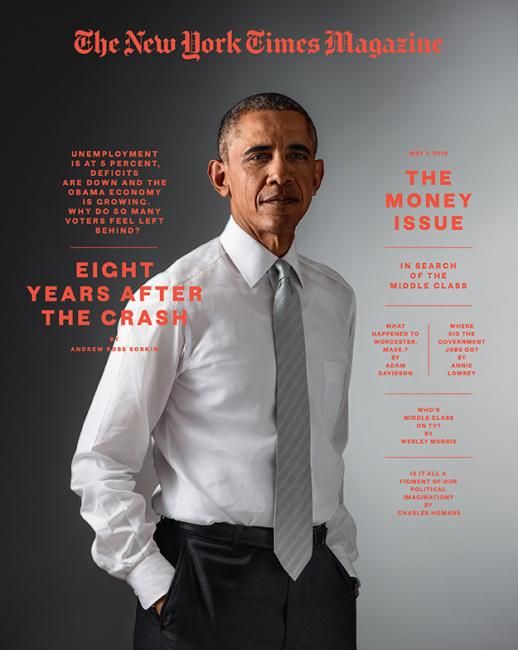 The New York Times Magazine
UNEMPLOYMENT
IS AT 5 PERCENT,
DEFICITS
ARE DOWN AND THE
OBAMA ECONOMY
IS GROWING.
WHY DO SO MANY
VOTERS FEEL LEFT
BEHIND?
EIGHT
YEARS AFTER
THE CRASH
BY
ANDREW ROSS SORKIN
MAY 1, 2016
THE
MONEY
ISSUE
IN SEARCH
OF THE
MIDDLE CLASS
WHAT
HAPPENED TO
WORCESTER,
MASS.?
BY
ADAM
DAVIDSON
WHERE
DID THE
GOVERNMENT
JOBS GO?
BY
ANNIE
LOWREY
WHO'S
MIDDLE CLASS
ON TV?
BY
WESLEY MORRIS
IS IT ALL A
FIGMENT OF OUR
POLITICAL
IMAGINATION?
BY
CHARLES HOMANS